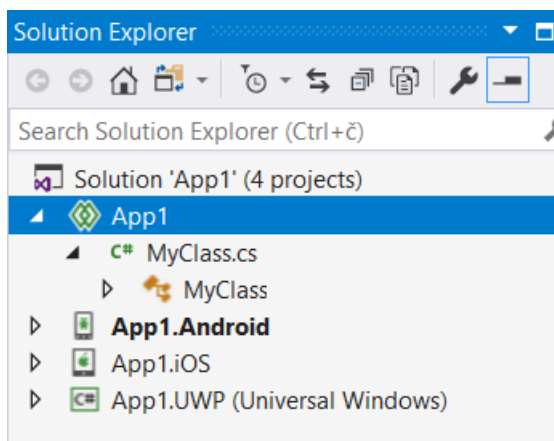 Solution Explorer
Search Solution Explorer (Ctrl+č)
Solution 'App1' (4 projects)
App1
C# MyClass.cs
MyClass
App1.Android
App1.iOS
C# App1.UWP (Universal Windows)